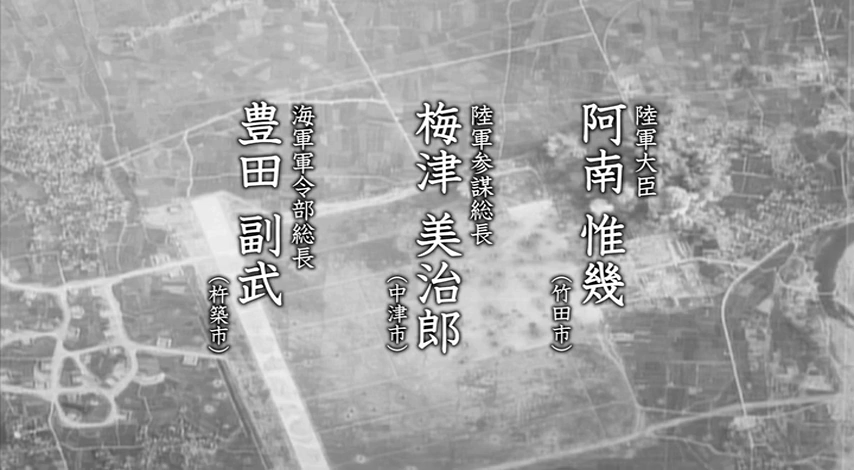 陸軍大臣
阿南 惟幾
（竹田市）
陸軍参謀総長
梅津 美治郎
（中津市）
海軍軍令部総長
豊田 副武
（杵築市）